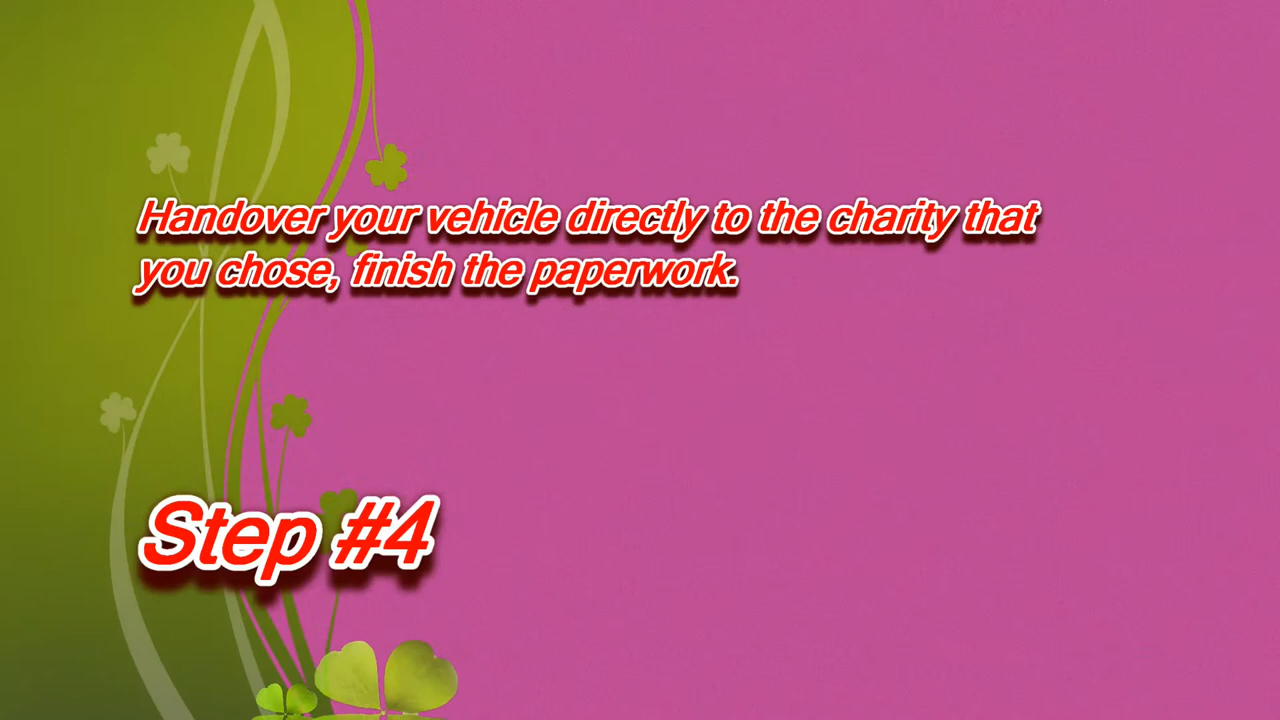 Handover your vehicle directly to the charity that
you chose, finish the paperwork.
Step #4